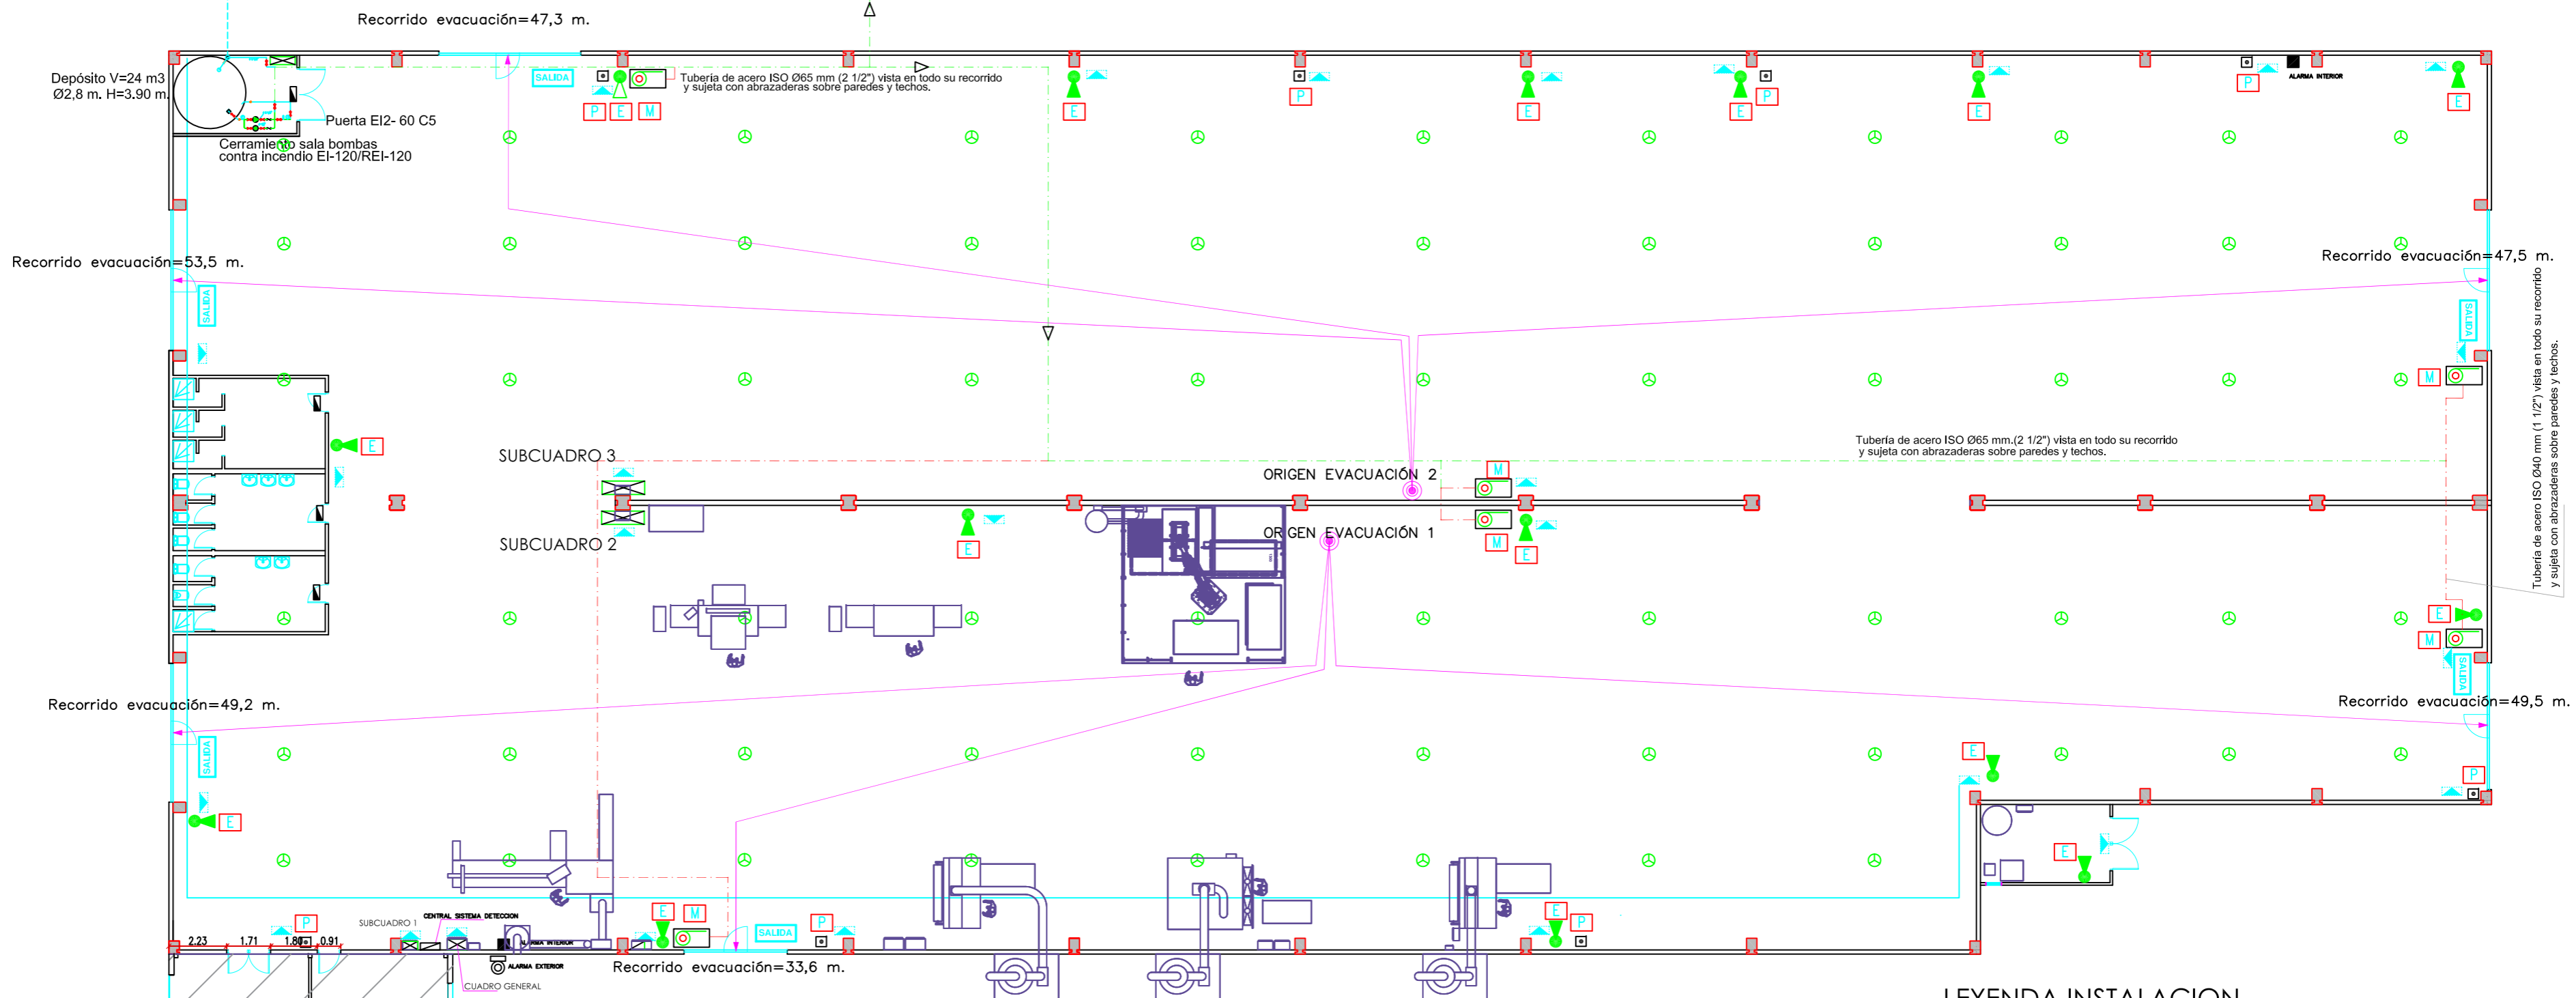 Recorrido evacuación=47,3 m.
Depósito V=24 m3
Ø2,8 m. H=3.90 m.
SALIDA
Tuberia de acero ISO Ø65 mm (2 1/2") vista en todo su recorrido
y sujeta con abrazaderas sobre paredes y techos.
P E M
E
P
E
E P
E
P
ALARMA INTERIOR
E
Puerta EI2- 60 C5
Cerramiento sala bombas
contra incendio EI-120/REI-120
Recorrido evacuación=53,5 m.
Recorrido evacuación=47,5 m.
SALIDA
SALIDA
Tubería de acero ISO Ø40 mm (1 1/2") vista en todo su recorrido
y sujeta con abrazaderas sobre paredes y techos.
M
E
SUBCUADRO 3
ORIGEN EVACUACIÓN 2
M
Tubería de acero ISO Ø65 mm.(2 1/2") vista en todo su recorrido
y sujeta con abrazaderas sobre paredes y techos.
SUBCUADRO 2
E
ORIGEN EVACUACIÓN 1
M
E
E
M
SALIDA
Recorrido evacuación=49,2 m.
Recorrido evacuación=49,5 m.
SALIDA
E
P
E
E
P
SUBCUADRO 1
CENTRAL SISTEMA DETECCION
E M
SALIDA
P
E
P
2.23 1.71 1.80 0.91
ALARMA INTERIOR
ALARMA EXTERIOR
Recorrido evacuación=33,6 m.
CUADRO GENERAL
LEYENDA INSTALACION